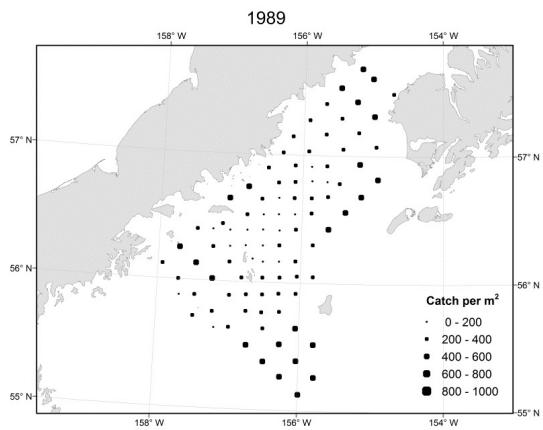 1989
158° W 156° W 154° W
57° N 57° N
56° N 56° N
55° N 55° N
Catch per m²
0 - 200
200 - 400
400 - 600
600 - 800
800 - 1000
158° W 156° W 154° W